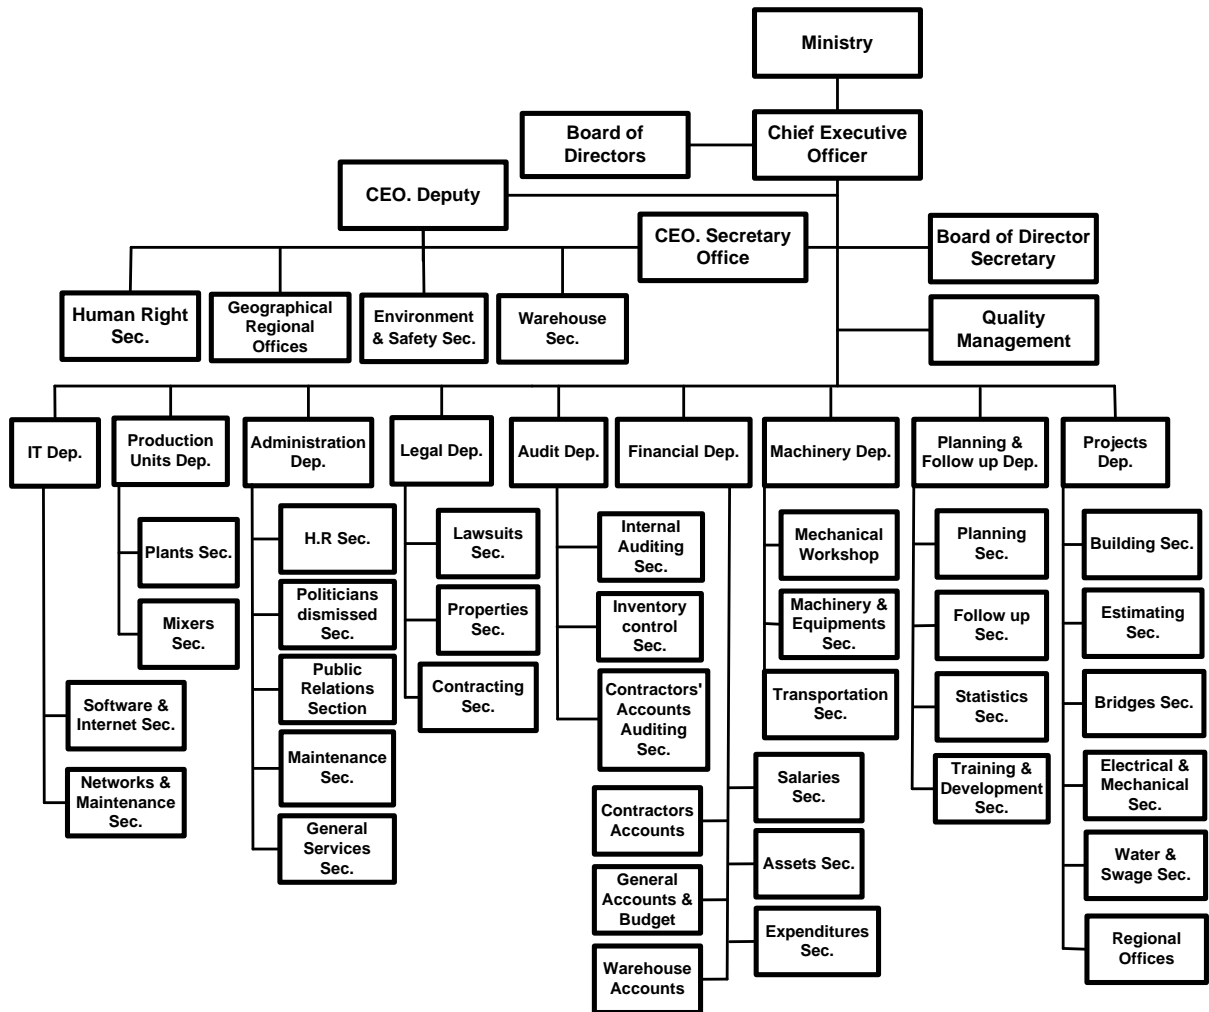 Ministry
Board of
Directors
Chief Executive
Officer
CEO. Deputy
CEO. Secretary
Office
Board of Director
Secretary
Human Right
Sec.
Geographical
Regional
Offices
Environment
& Safety Sec.
Warehouse
Sec.
Quality
Management
IT Dep.
Production
Units Dep.
Administration
Dep.
Legal Dep.
Audit Dep.
Financial Dep.
Machinery Dep.
Planning &
Follow up Dep.
Projects
Dep.
Plants Sec.
Mixers
Sec.
Software &
Internet Sec.
Networks &
Maintenance
Sec.
H.R Sec.
Politicians
dismissed
Sec.
Public
Relations
Section
Maintenance
Sec.
General
Services
Sec.
Lawsuits
Sec.
Properties
Sec.
Contracting
Sec.
Internal
Auditing
Sec.
Inventory
control
Sec.
Contractors'
Accounts
Auditing
Sec.
Contractors
Accounts
General
Accounts &
Budget
Warehouse
Accounts
Mechanical
Workshop
Machinery &
Equipments
Sec.
Transportation
Sec.
Salaries
Sec.
Assets Sec.
Expenditures
Sec.
Planning
Sec.
Follow up
Sec.
Statistics
Sec.
Training &
Development
Sec.
Building Sec.
Estimating
Sec.
Bridges Sec.
Electrical &
Mechanical
Sec.
Water &
Swage Sec.
Regional
Offices